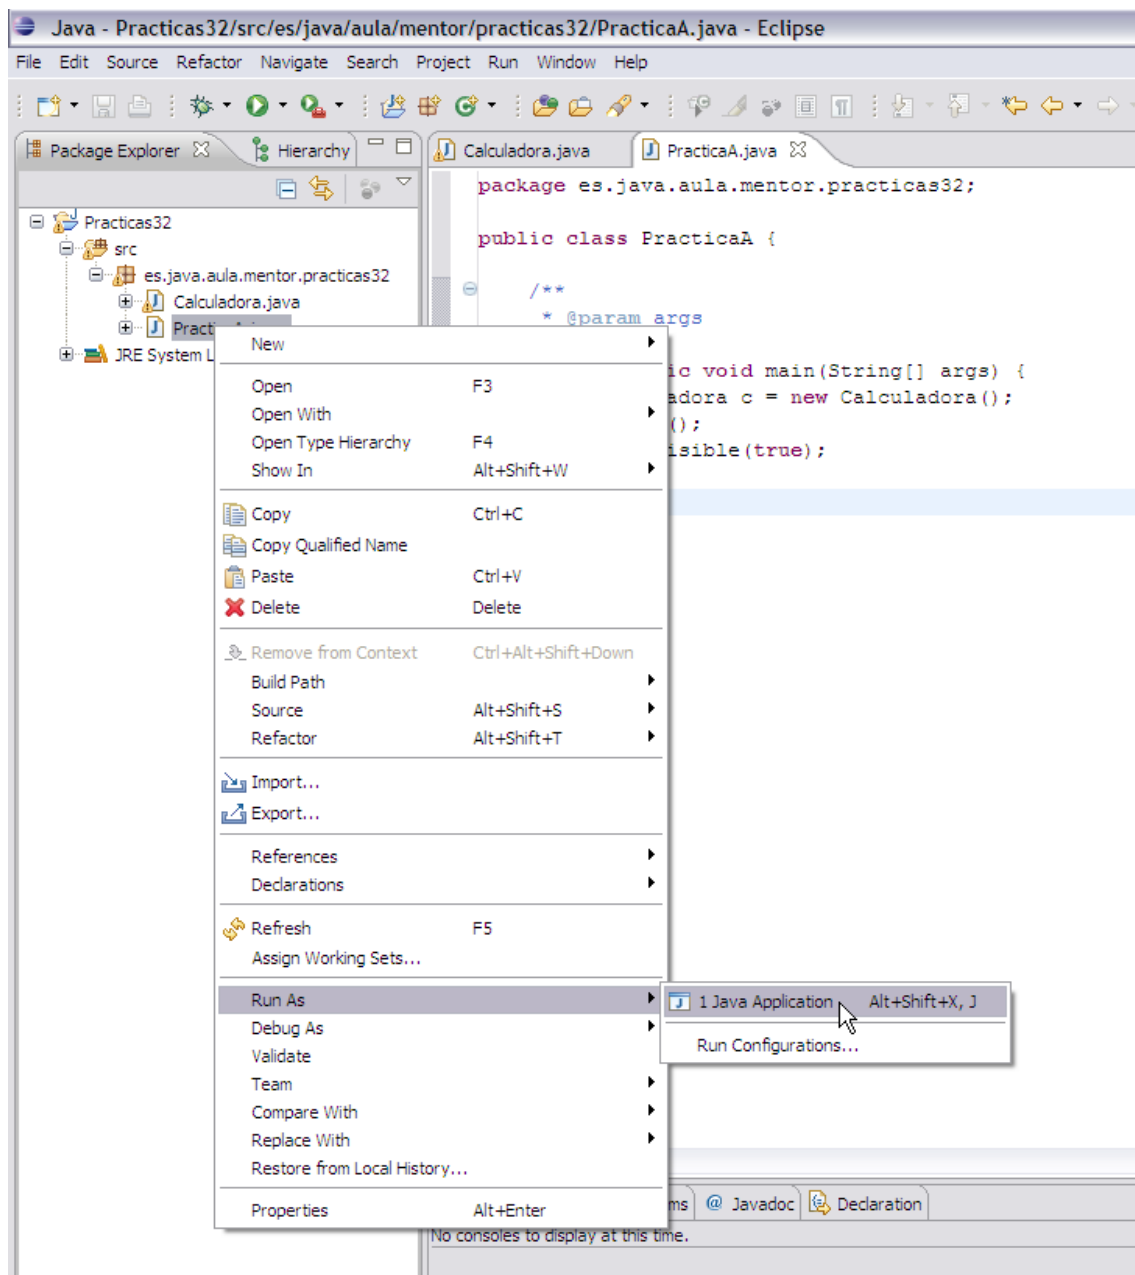 Java - Practicas32/src/es/java/aula/mentor/practicas32/PracticaA.java - Eclipse
File Edit Source Refactor Navigate Search Project Run Window Help
Package Explorer Hierarchy
Calculadora.java PracticaA.java
Practicas32
src
es.java.aula.mentor.practicas32
Calculadora.java
JRE System L
package es.java.aula.mentor.practicas32;
public class PracticaA {
/**
* @param args
ic void main(String[] args) {
adora c = new Calculadora();
();
isible(true);
New
Open F3
Open With
Open Type Hierarchy F4
Show In Alt+Shift+W
Copy Ctrl+C
Copy Qualified Name
Paste Ctrl+V
Delete Delete
Remove from Context Ctrl+Alt+Shift+Down
Build Path
Source Alt+Shift+S
Refactor Alt+Shift+T
Import...
Export...
References
Declarations
Refresh F5
Assign Working Sets...
Run As
Debug As
Validate
Team
Compare With
Replace With
Restore from Local History...
Properties Alt+Enter
1 Java Application Alt+Shift+X, J
Run Configurations...
ms @ Javadoc Declaration
No consoles to display at this time.